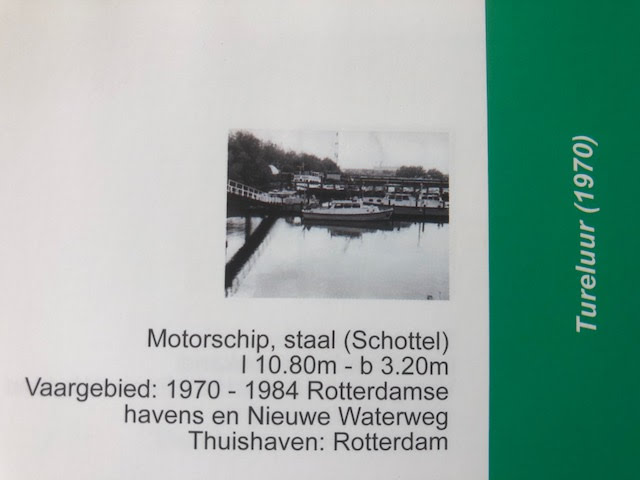 Motorschip, staal (Schottel)
l 10.80m - b 3.20m
Vaargebied: 1970 - 1984 Rotterdamse
havens en Nieuwe Waterweg
Thuishaven: Rotterdam
Tureluur (1970)